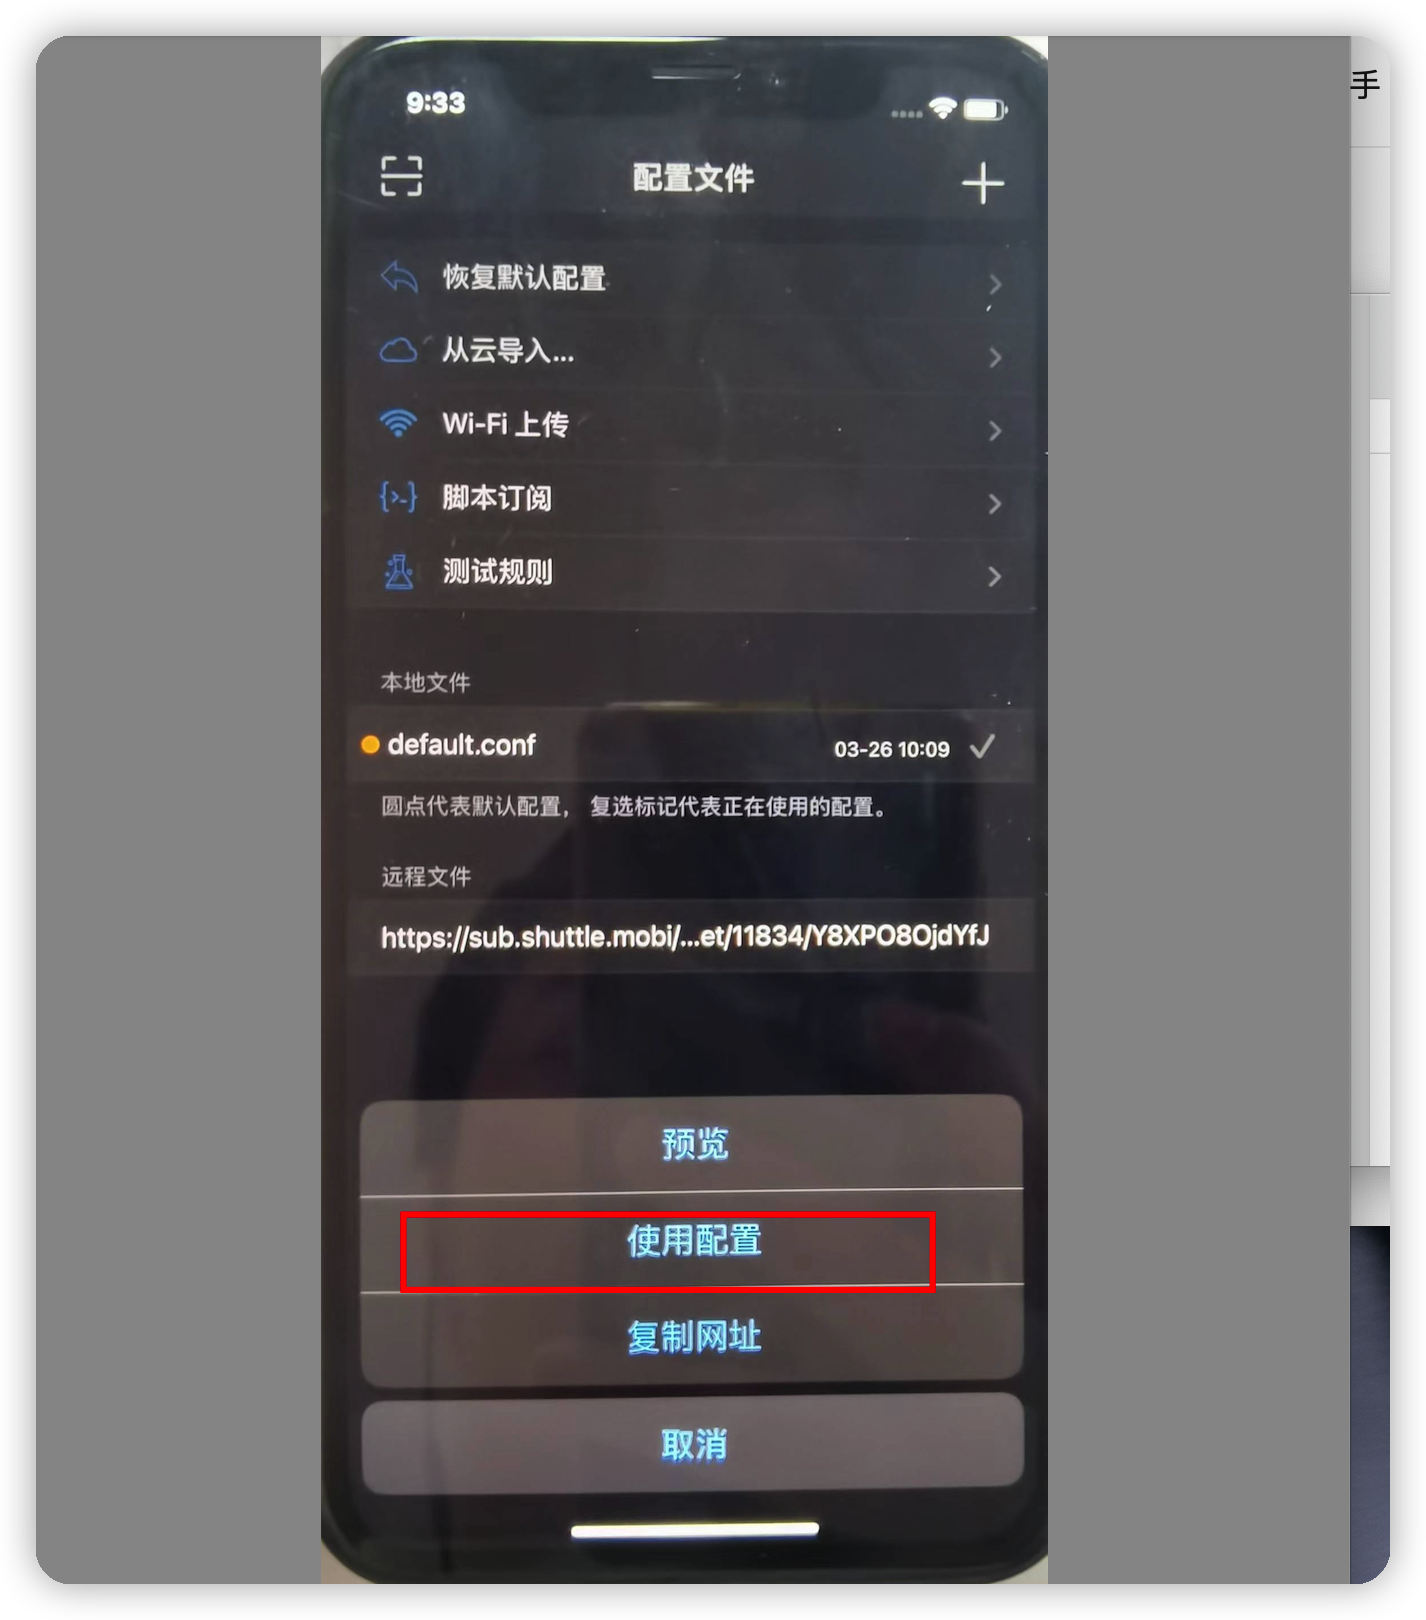 手
9:33
配置文件
恢复默认配置
从云导入...
Wi-Fi 上传
脚本订阅
测试规则
本地文件
default.conf 03-26 10:09
圆点代表默认配置，复选标记代表正在使用的配置。
远程文件
https://sub.shuttle.mobi/...et/11834/Y8XPO8OjdYfJ
预览
使用配置
复制网址
取消